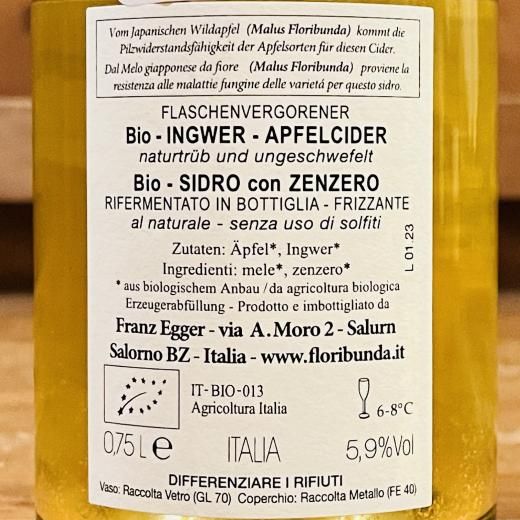 Vom Japanischen Wildapfel (Malus Floribunda) kommt die
Pilzwiderstandsfähigkeit der Apfelsorten für diesen Cider.
Dal Melo giapponese da fiore (Malus Floribunda) proviene la
resistenza alle malattie fungine delle varietá per questo sidro.
FLASCHENVERGORENER
Bio - INGWER - APFELCIDER
naturtrüb und ungeschwefelt
Bio - SIDRO con ZENZERO
RIFERMENTATO IN BOTTIGLIA - FRIZZANTE
al naturale - senza uso di solfiti
L 01 23
Zutaten: Äpfel*, Ingwer*
Ingredienti: mele*, zenzero*
* aus biologischem Anbau / da agricoltura biologica
Erzeugerabfüllung - Prodotto e imbottigliato da
Franz Egger - via A. Moro 2 - Salurn
Salorno BZ - Italia - www.floribunda.it
IT-BIO-013
Agricoltura Italia
6-8°C
0,75 L e
ITALIA
5,9%Vol
DIFFERENZIARE I RIFIUTI
Vaso: Raccolta Vetro (GL 70) Coperchio: Raccolta Metallo (FE 40)